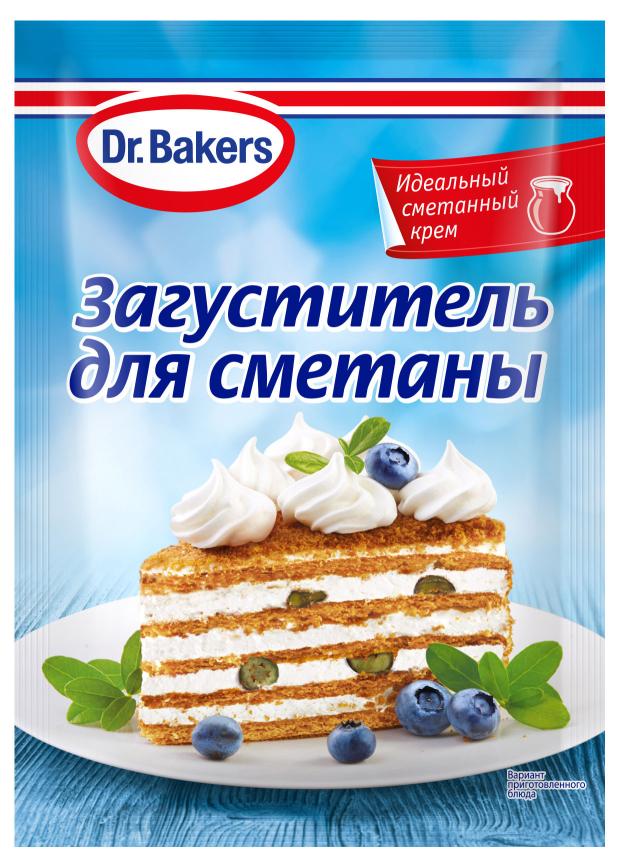 Dr. Bakers
Идеальный
сметанный
крем
Загуститель
для сметаны
Вариант
приготовленного
блюда